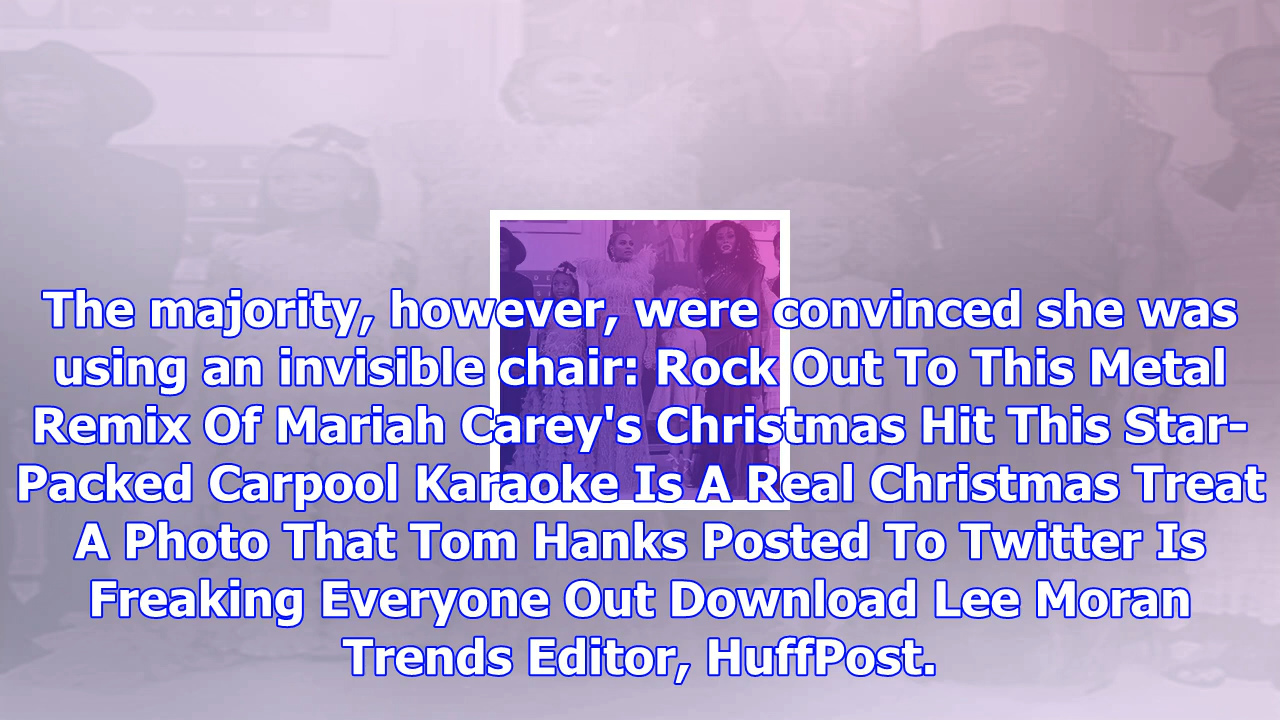 The majority, however, were convinced she was
using an invisible chair: Rock Out To This Metal
Remix Of Mariah Carey's Christmas Hit This Star-
Packed Carpool Karaoke Is A Real Christmas Treat
A Photo That Tom Hanks Posted To Twitter Is
Freaking Everyone Out Download Lee Moran
Trends Editor, HuffPost.